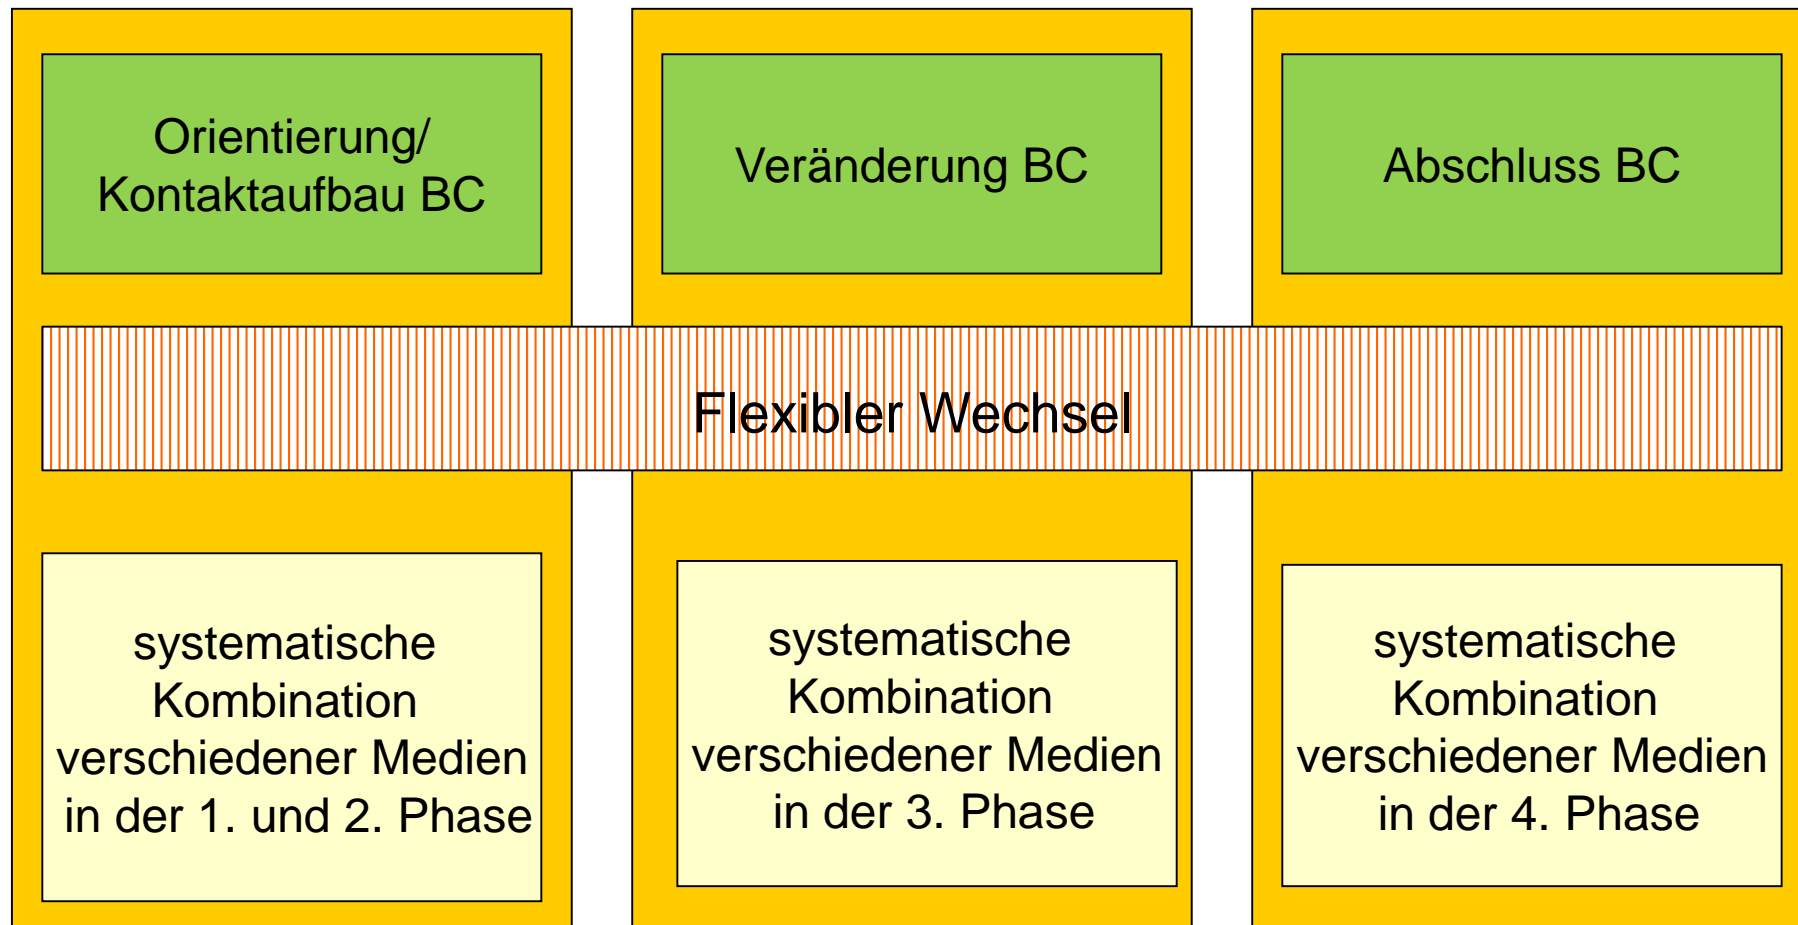 Orientierung/
Kontaktaufbau BC
Veränderung BC
Abschluss BC
Flexibler Wechsel
systematische
Kombination
verschiedener Medien
in der 1. und 2. Phase
systematische
Kombination
verschiedener Medien
in der 3. Phase
systematische
Kombination
verschiedener Medien
in der 4. Phase